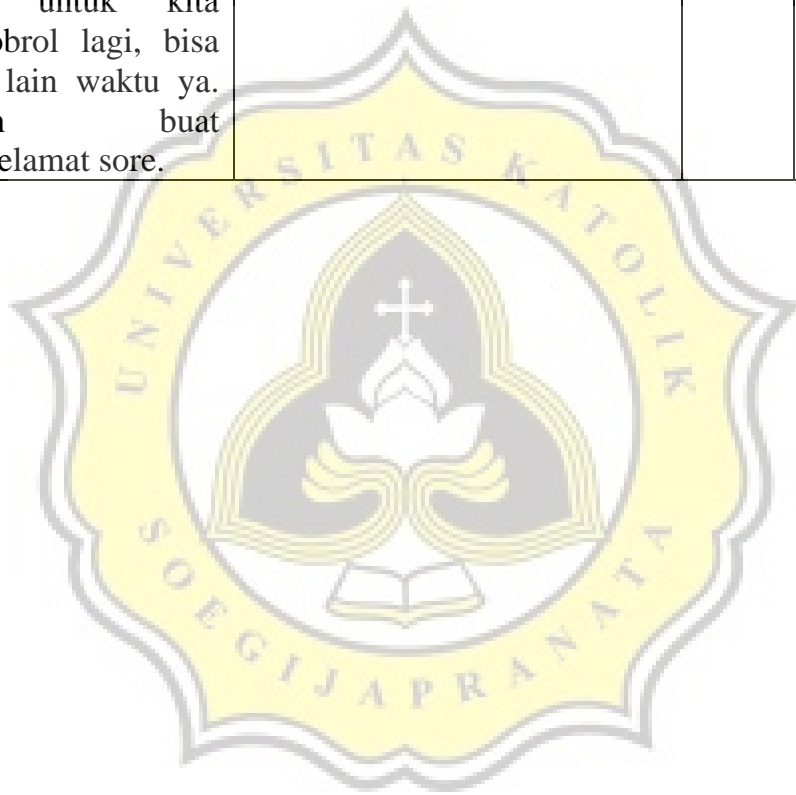 untuk kita
obrol lagi, bisa
lain waktu ya.
buat
elamat sore.
UNIVERSITAS KATOLIK
SOEGIJAPRANATA